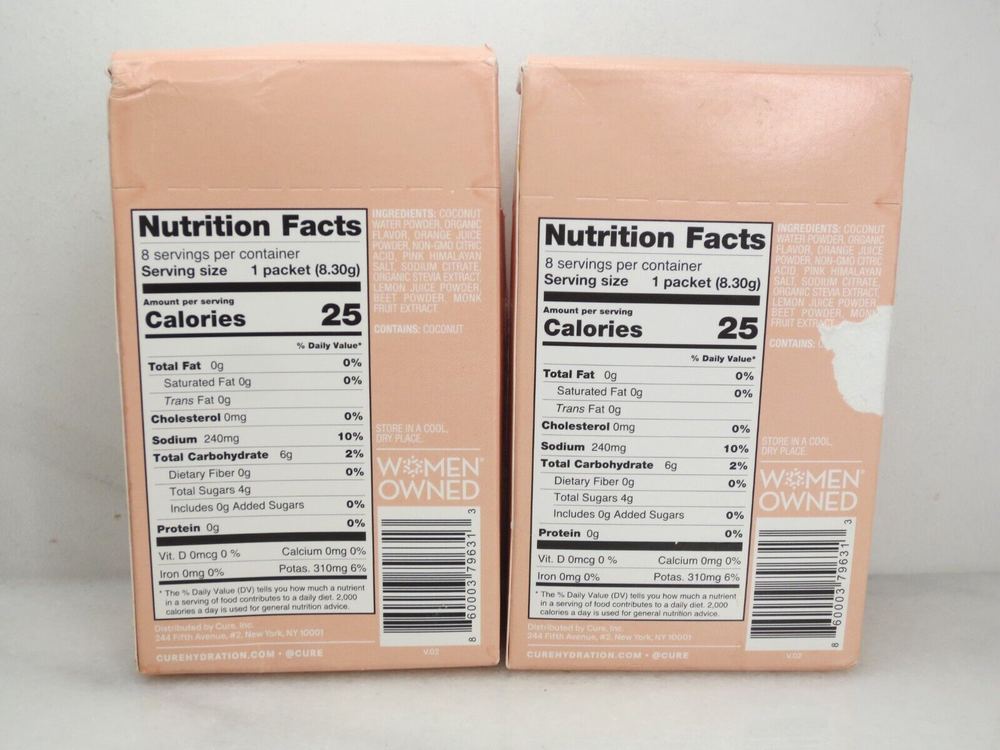 Nutrition Facts
8 servings per container
Serving size 1 packet (8.30g)
Amount per serving
Calories 25
% Daily Value*
Total Fat 0g 0%
Saturated Fat 0g 0%
Trans Fat 0g
Cholesterol 0mg 0%
Sodium 240mg 10%
Total Carbohydrate 6g 2%
Dietary Fiber 0g 0%
Total Sugars 4g
Includes 0g Added Sugars 0%
Protein 0g 0%
Vit. D 0mcg 0 % Calcium 0mg 0%
Iron 0mg 0% Potas. 310mg 6%
* The % Daily Value (DV) tells you how much a nutrient
in a serving of food contributes to a daily diet. 2,000
calories a day is used for general nutrition advice.
Distributed by Cure, Inc.
244 Fifth Avenue, #2, New York, NY 10001
CUREHYDRATION.COM • @CURE
INGREDIENTS: COCONUT
WATER POWDER, ORGANIC
FLAVOR, ORANGE JUICE
POWDER, NON-GMO CITRIC
ACID, PINK HIMALAYAN
SALT, SODIUM CITRATE,
ORGANIC STEVIA EXTRACT,
LEMON JUICE POWDER,
BEET POWDER, MONK
FRUIT EXTRACT.
CONTAINS: COCONUT
STORE IN A COOL,
DRY PLACE.
WOMEN
OWNED
8 60003 79631 3
V.02
Nutrition Facts
8 servings per container
Serving size 1 packet (8.30g)
Amount per serving
Calories 25
% Daily Value*
Total Fat 0g 0%
Saturated Fat 0g 0%
Trans Fat 0g
Cholesterol 0mg 0%
Sodium 240mg 10%
Total Carbohydrate 6g 2%
Dietary Fiber 0g 0%
Total Sugars 4g
Includes 0g Added Sugars 0%
Protein 0g 0%
Vit. D 0mcg 0 % Calcium 0mg 0%
Iron 0mg 0% Potas. 310mg 6%
* The % Daily Value (DV) tells you how much a nutrient
in a serving of food contributes to a daily diet. 2,000
calories a day is used for general nutrition advice.
Distributed by Cure, Inc.
244 Fifth Avenue, #2, New York, NY 10001
CUREHYDRATION.COM • @CURE
INGREDIENTS: COCONUT
WATER POWDER, ORGANIC
FLAVOR, ORANGE JUICE
POWDER, NON-GMO CITRIC
ACID, PINK HIMALAYAN
SALT, SODIUM CITRATE,
ORGANIC STEVIA EXTRACT,
LEMON JUICE POWDER,
BEET POWDER, MONK
FRUIT EXTRACT
CONTAINS:
STORE IN A COOL,
DRY PLACE.
WOMEN
OWNED
8 60003 79631 3
V.02